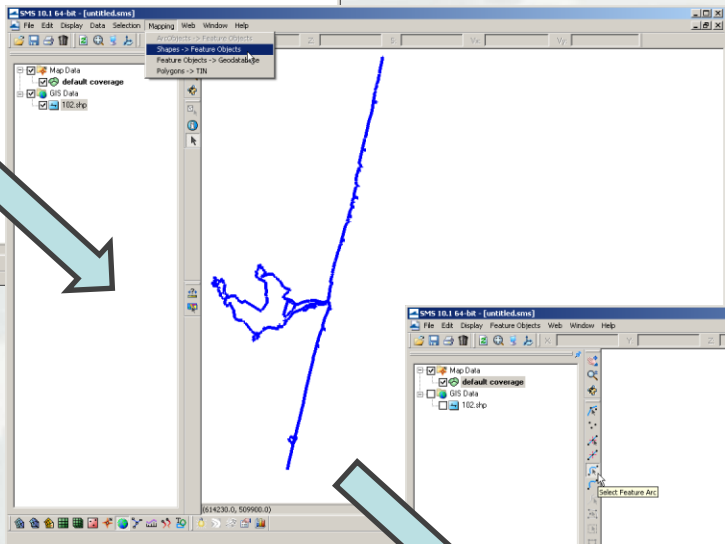 SMS 10.1 64-bit - [untitled.sms]
File Edit Display Data Selection Mapping Web Window Help
ArcObjects -> Feature Objects
Shapes -> Feature Objects
Feature Objects -> Geodatabase
Polygons -> TIN
Z: S: Vx: Vy:
Map Data
default coverage
GIS Data
102.shp
(614230.0, 509900.0)
SMS 10.1 64-bit - [untitled.sms]
File Edit Display Feature Objects Web Window Help
X: Y: Z:
Map Data
default coverage
GIS Data
102.shp
Select Feature Arc